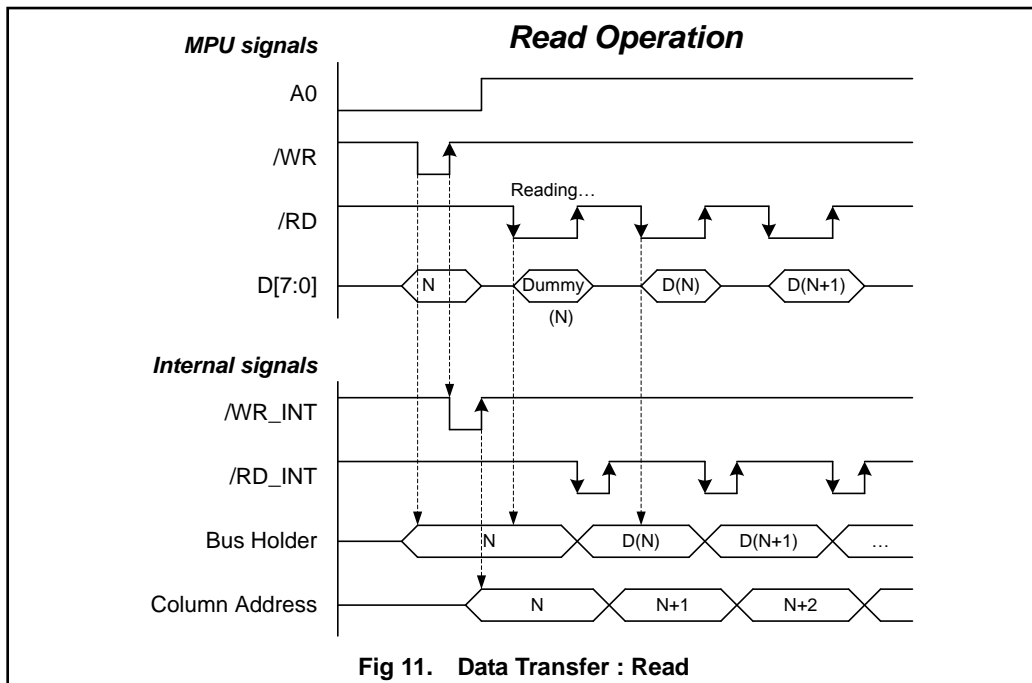 Read Operation
MPU signals
A0
/WR
Reading…
/RD
D[7:0] N Dummy D(N) D(N+1)
(N)
Internal signals
/WR_INT
/RD_INT
Bus Holder N D(N) D(N+1) …
Column Address N N+1 N+2
Fig 11. Data Transfer : Read